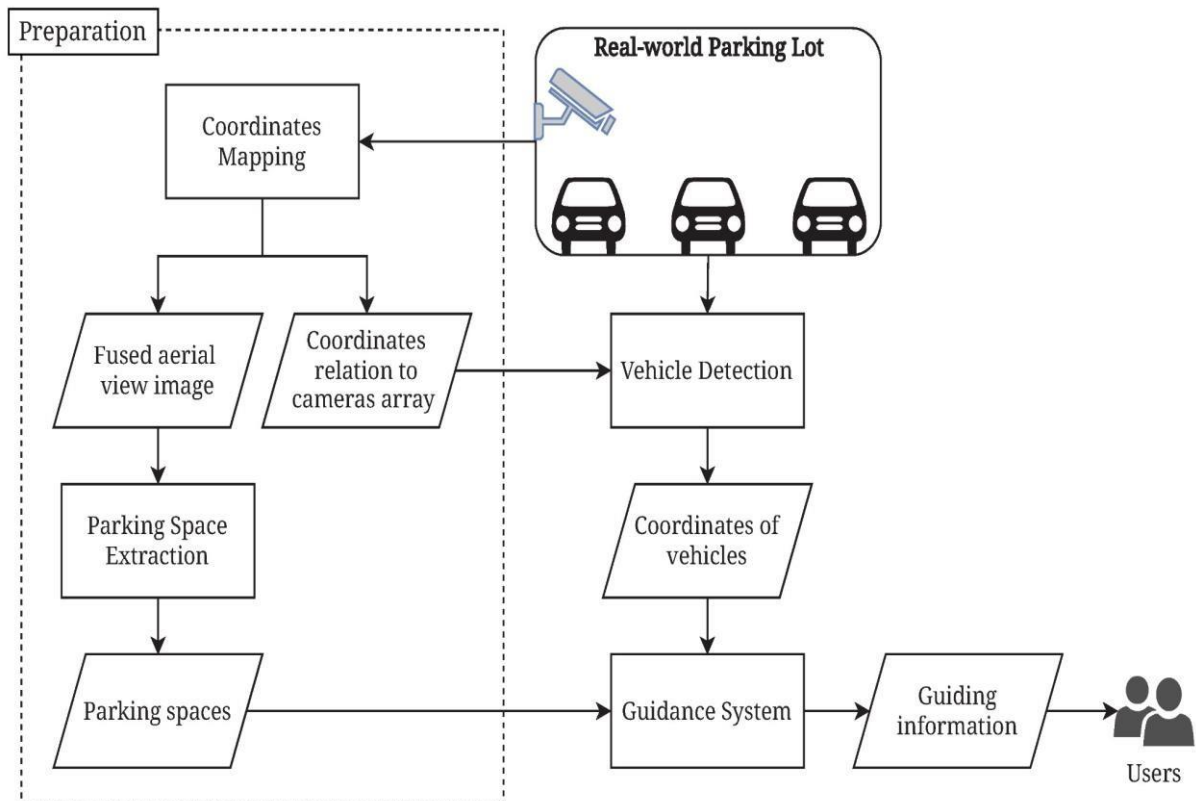 Preparation
Real-world Parking Lot
Coordinates
Mapping
Fused aerial
view image
Coordinates
relation to
cameras array
Vehicle Detection
Parking Space
Extraction
Coordinates of
vehicles
Parking spaces
Guidance System
Guiding
information
Users